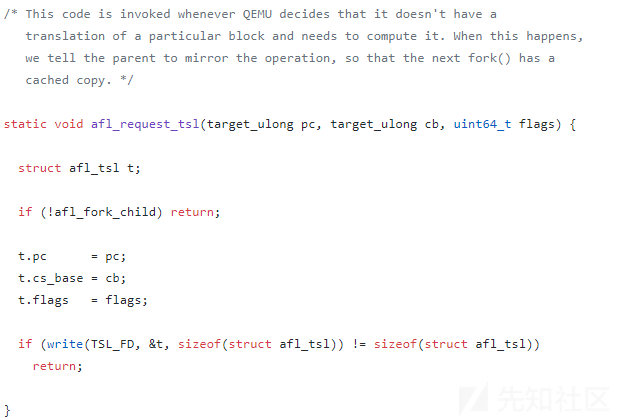 /* This code is invoked whenever QEMU decides that it doesn't have a
   translation of a particular block and needs to compute it. When this happens,
   we tell the parent to mirror the operation, so that the next fork() has a
   cached copy. */
static void afl_request_tsl(target_ulong pc, target_ulong cb, uint64_t flags) {
  struct afl_tsl t;
  if (!afl_fork_child) return;
  t.pc      = pc;
  t.cs_base = cb;
  t.flags   = flags;
  if (write(TSL_FD, &t, sizeof(struct afl_tsl)) != sizeof(struct afl_tsl))
    return;
}
先知社区